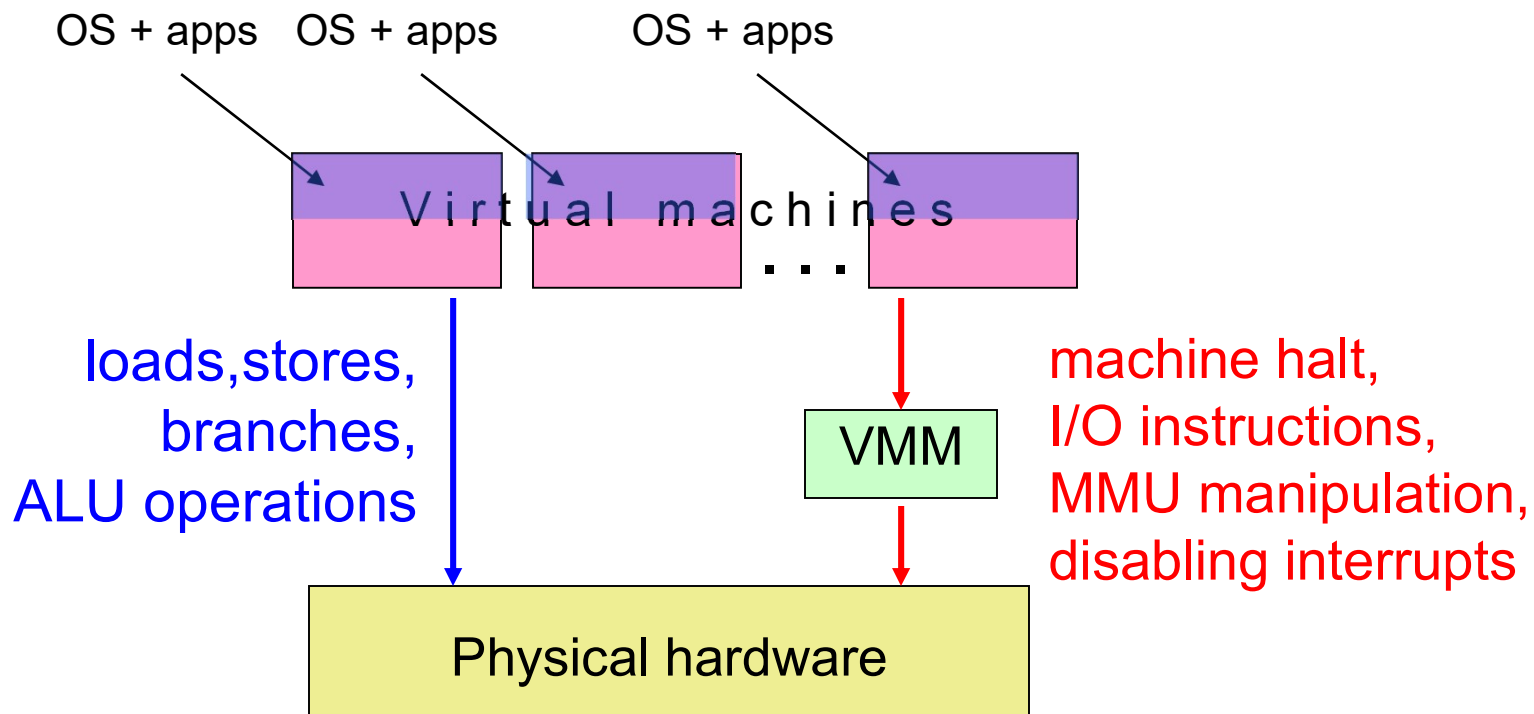 OS + apps OS + apps OS + apps
Virtual machines
. . .
loads,stores,
branches,
ALU operations
VMM
machine halt,
I/O instructions,
MMU manipulation,
disabling interrupts
Physical hardware